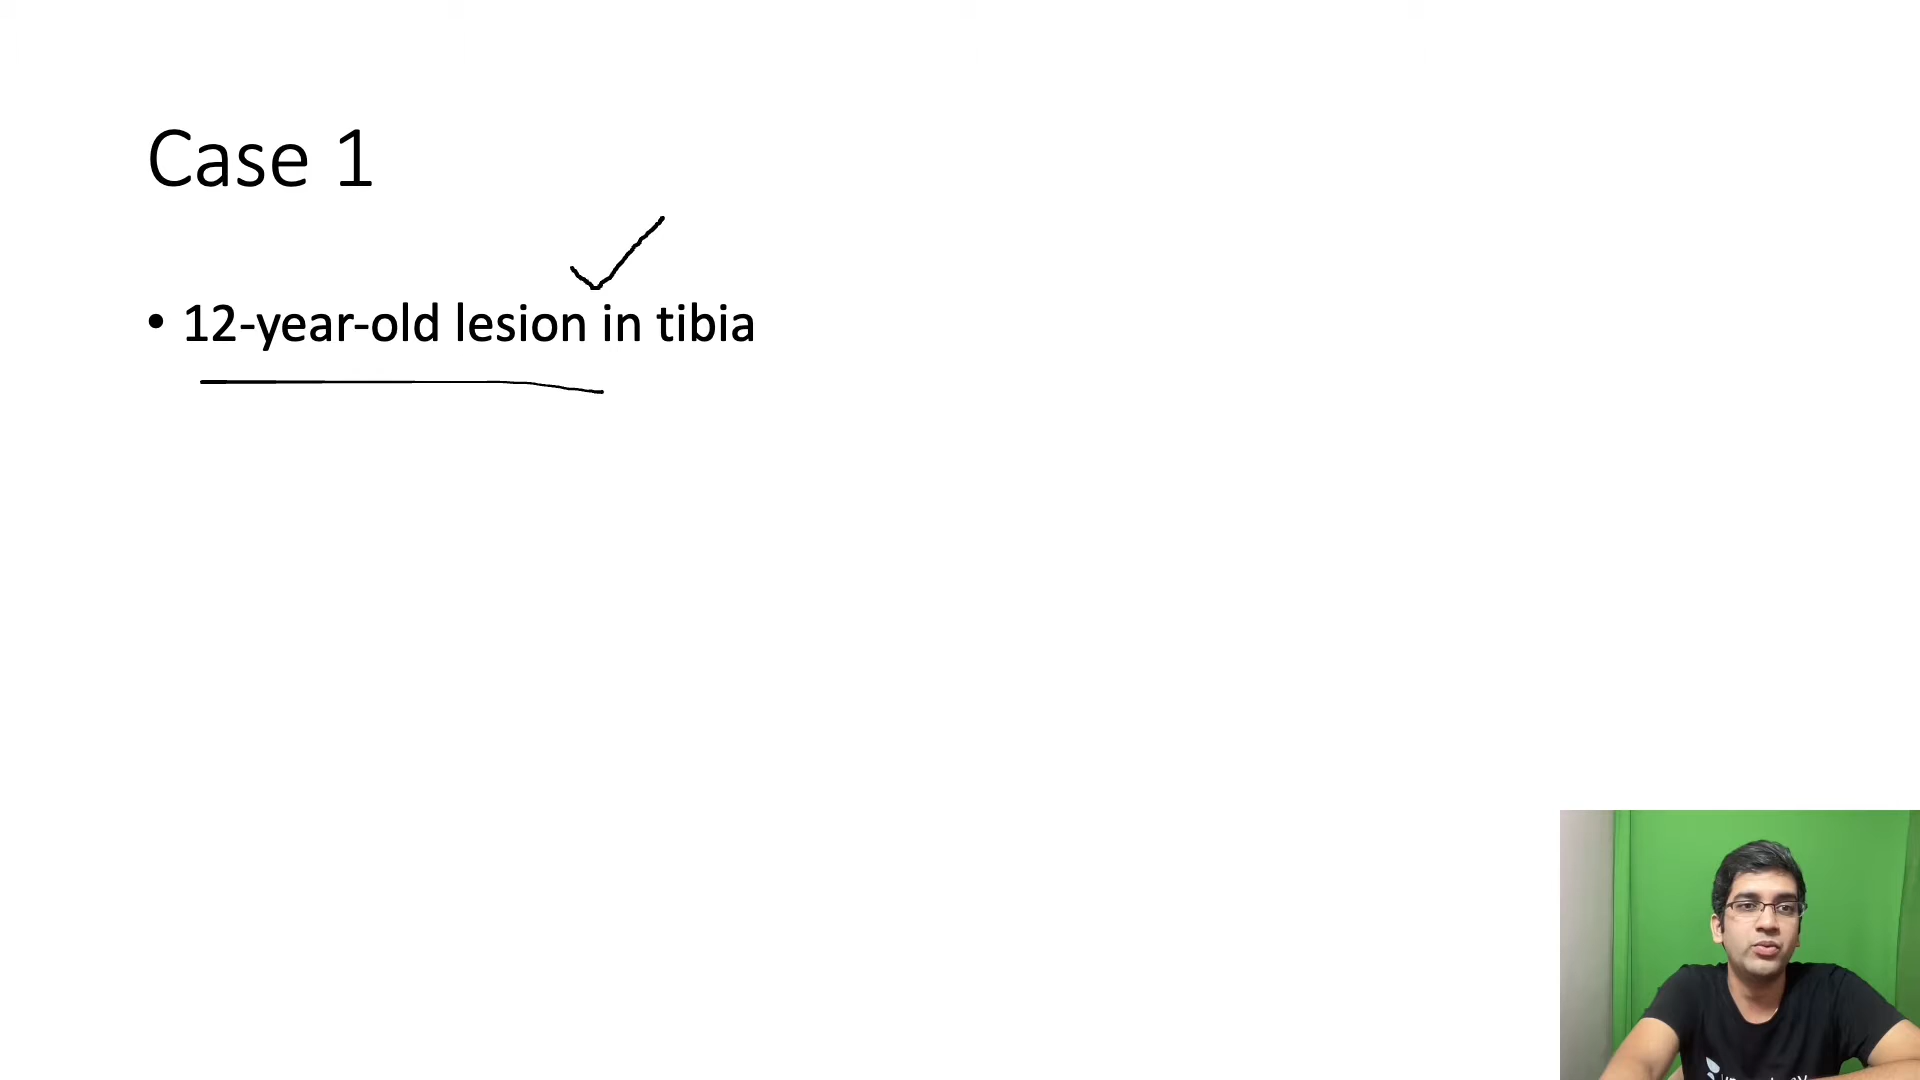 Case 1
• 12-year-old lesion in tibia